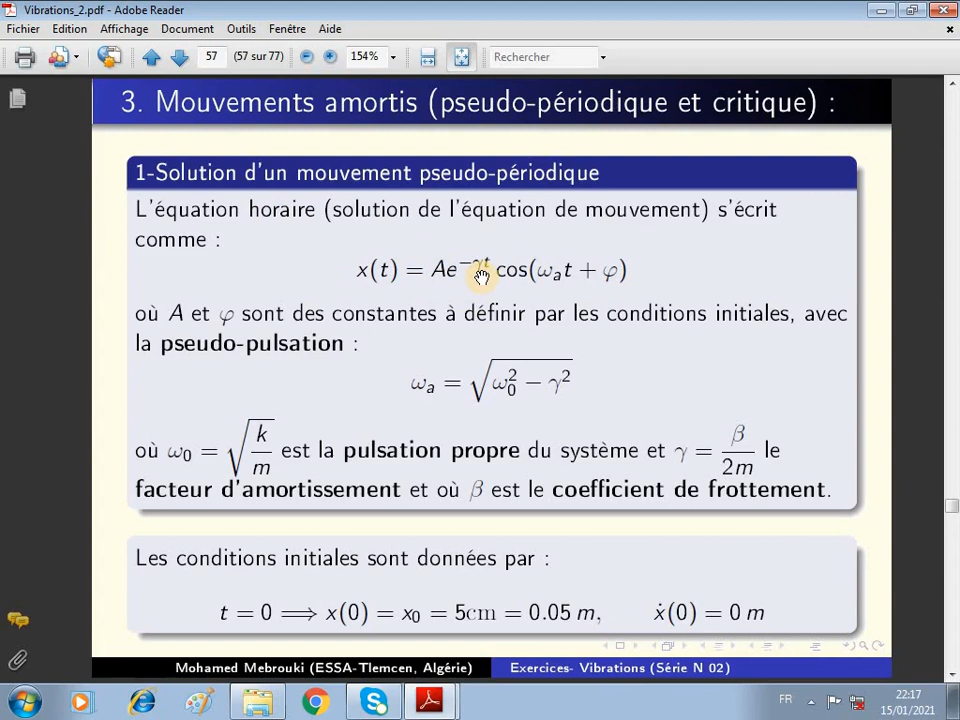 Vibrations_2.pdf - Adobe Reader
Fichier Edition Affichage Document Outils Fenêtre Aide
57 (57 sur 77) 154% Rechercher
3. Mouvements amortis (pseudo-périodique et critique) :
1-Solution d'un mouvement pseudo-périodique
L'équation horaire (solution de l'équation de mouvement) s'écrit
comme :
x(t) = Ae^{−γt} cos(ω_a t + φ)
où A et φ sont des constantes à définir par les conditions initiales, avec
la pseudo-pulsation :
ω_a = √(ω_0^2 − γ^2)
où ω_0 = √(k/m) est la pulsation propre du système et γ = β/2m le
facteur d'amortissement et où β est le coefficient de frottement.
Les conditions initiales sont données par :
t = 0 ⟹ x(0) = x_0 = 5cm = 0.05 m, ẋ(0) = 0 m
Mohamed Mebrouki (ESSA-Tlemcen, Algérie) Exercices- Vibrations (Série N 02)
FR 22:17
15/01/2021